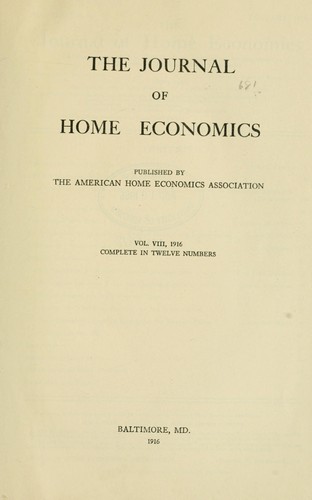 THE JOURNAL
OF
HOME ECONOMICS
681
PUBLISHED BY
THE AMERICAN HOME ECONOMICS ASSOCIATION
VOL. VIII, 1916
COMPLETE IN TWELVE NUMBERS
BALTIMORE, MD.
1916